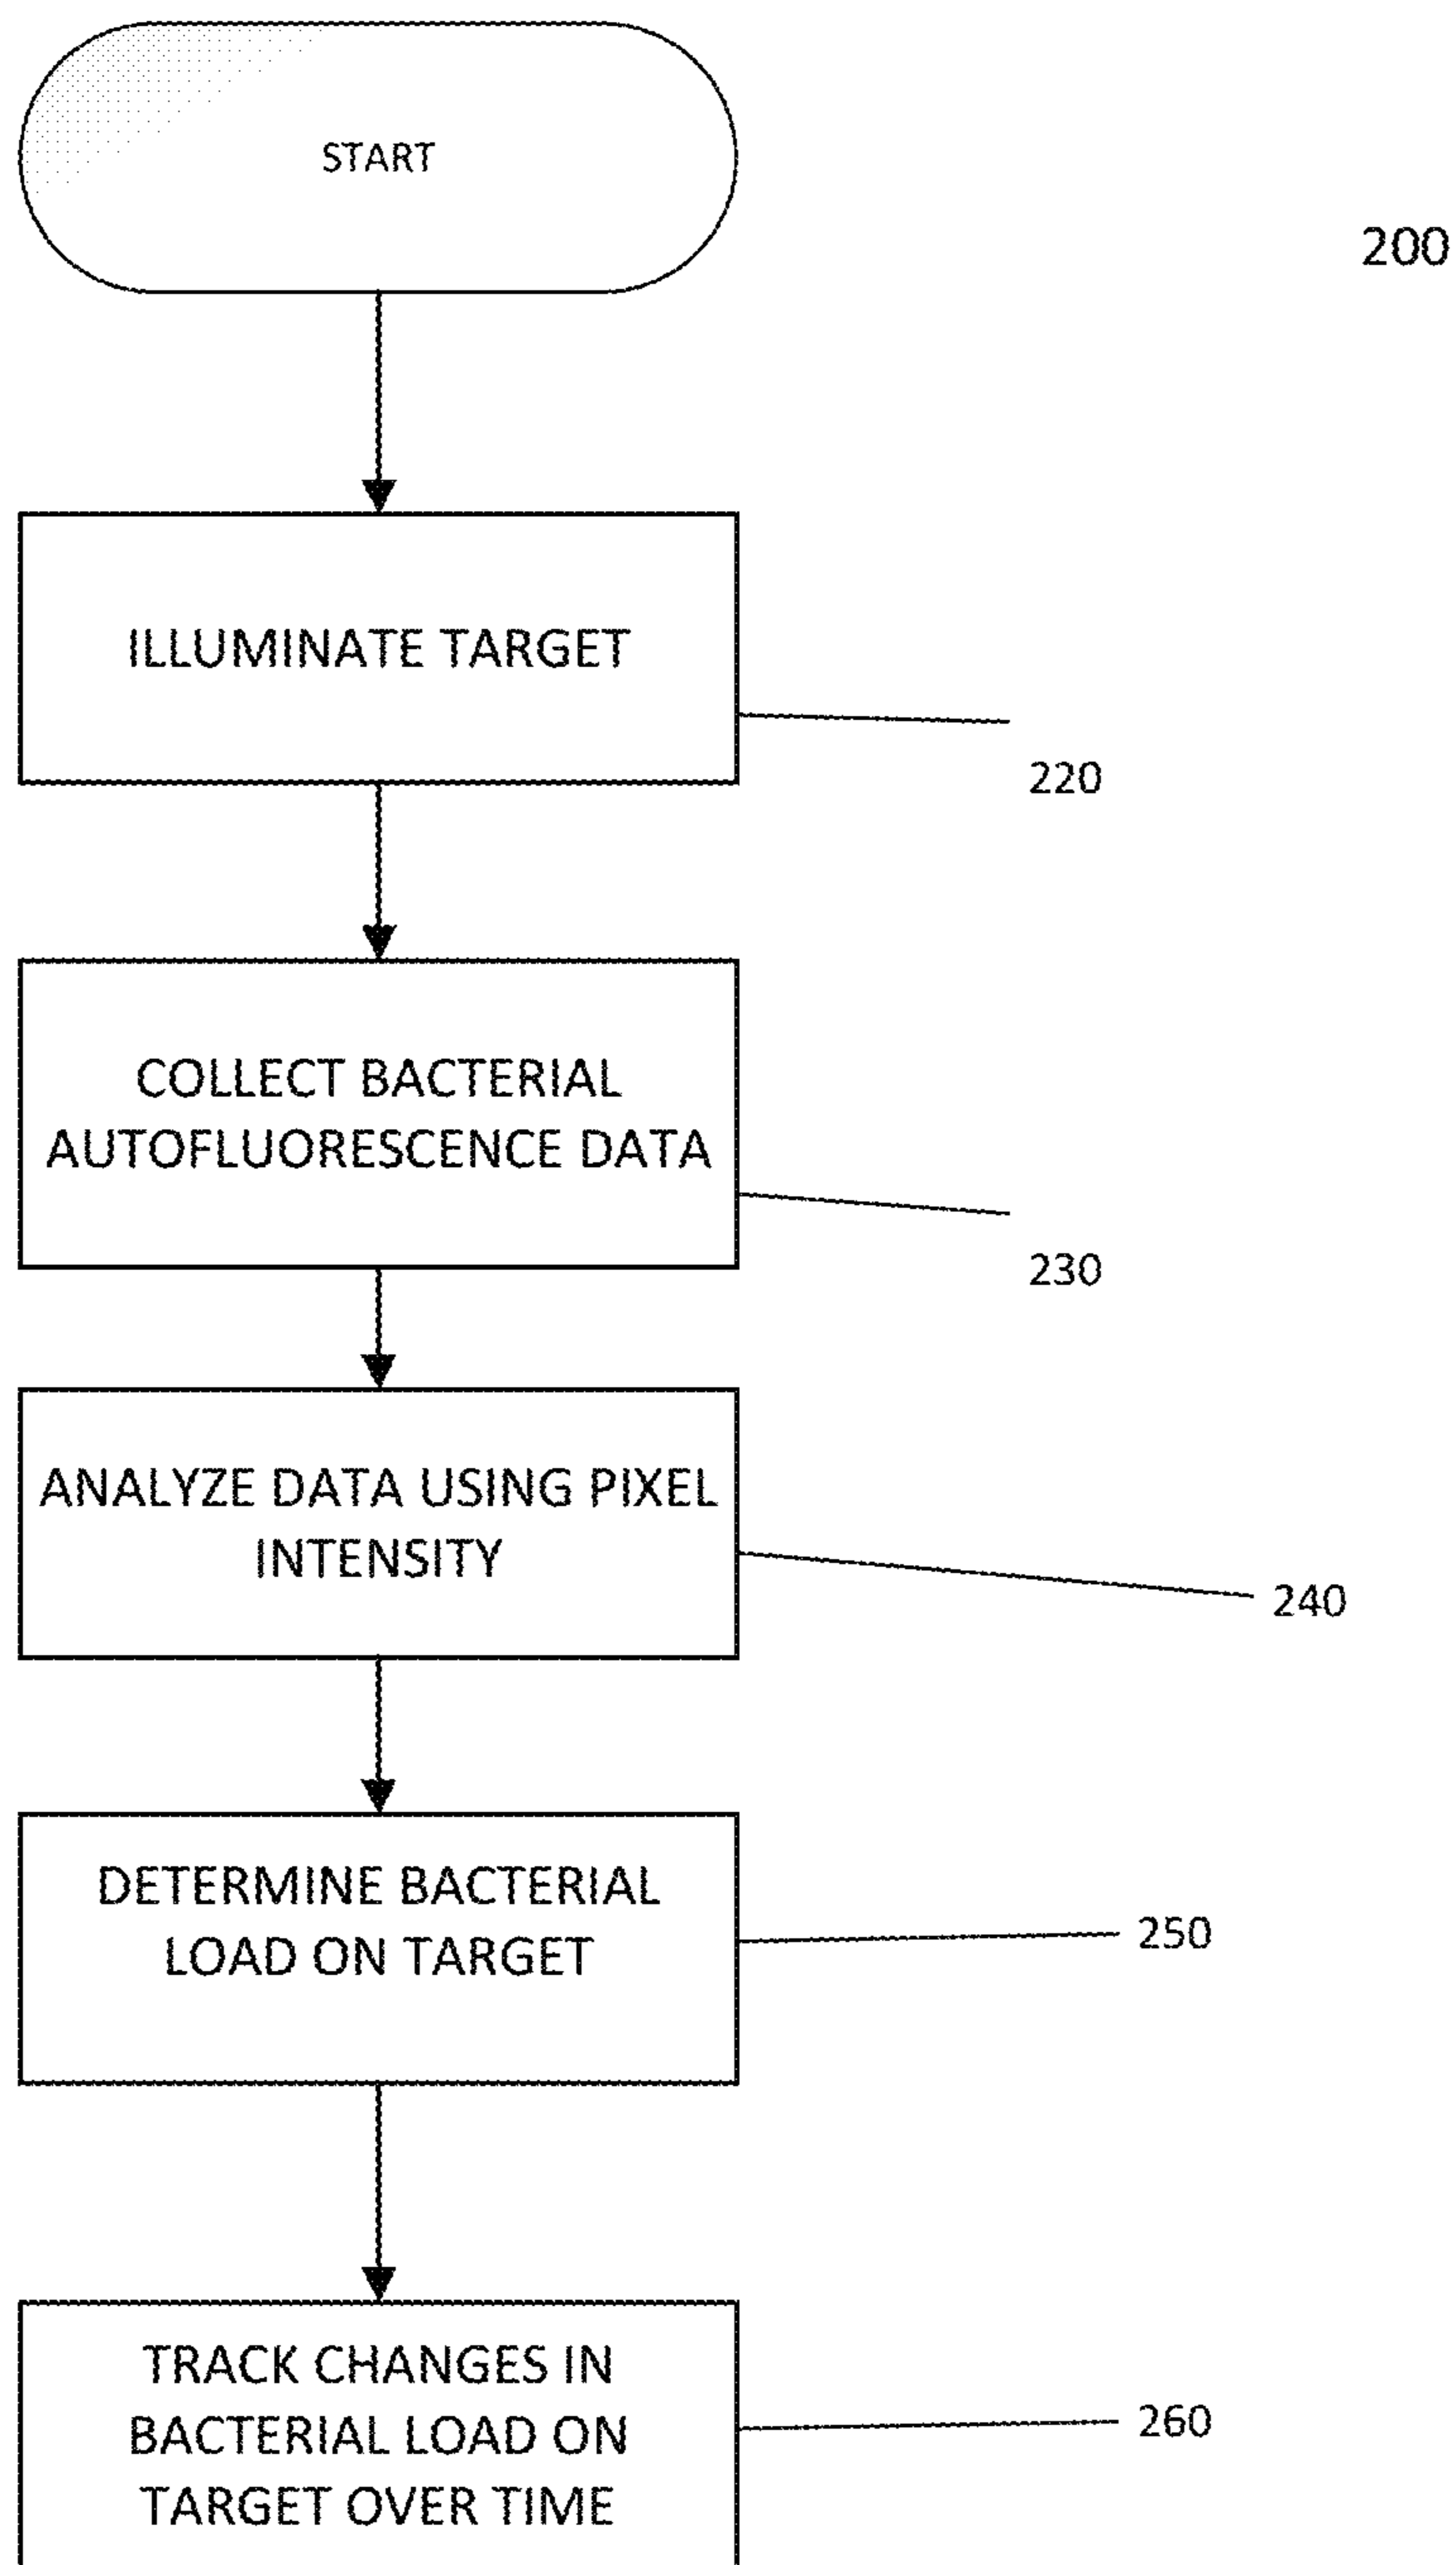 START
200
ILLUMINATE TARGET
220
COLLECT BACTERIAL
AUTOFLUORESCENCE DATA
230
ANALYZE DATA USING PIXEL
INTENSITY
240
DETERMINE BACTERIAL
LOAD ON TARGET
250
TRACK CHANGES IN
BACTERIAL LOAD ON
TARGET OVER TIME
260